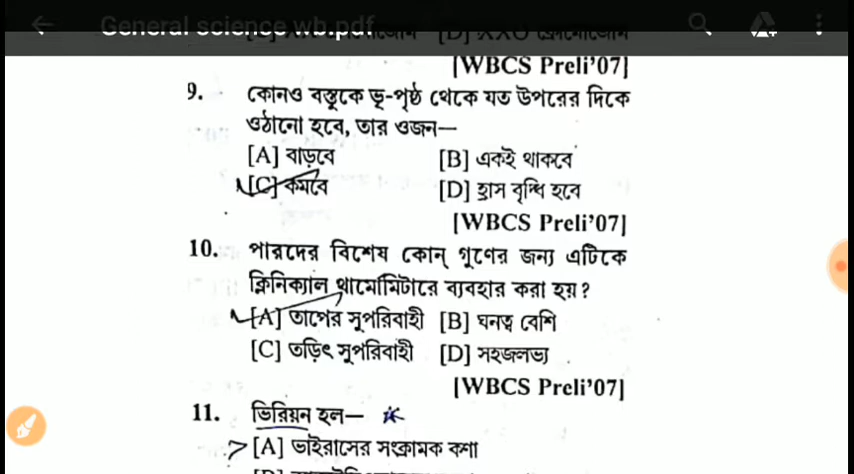 General science wb.pdf
[WBCS Preli'07]
9. কোনও বস্তুকে ভূ-পৃষ্ঠ থেকে যত উপরের দিকে
ওঠানো হবে, তার ওজন—
[A] বাড়বে [B] একই থাকবে
[C] কমবে [D] হ্রাস বৃদ্ধি হবে
[WBCS Preli'07]
10. পারদের বিশেষ কোন্ গুণের জন্য এটিকে
ক্লিনিক্যাল থার্মোমিটারে ব্যবহার করা হয়?
[A] তাপের সুপরিবাহী [B] ঘনত্ব বেশি
[C] তড়িৎ সুপরিবাহী [D] সহজলভ্য
[WBCS Preli'07]
11. ভিরিয়ন হল—
[A] ভাইরাসের সংক্রামক কণা